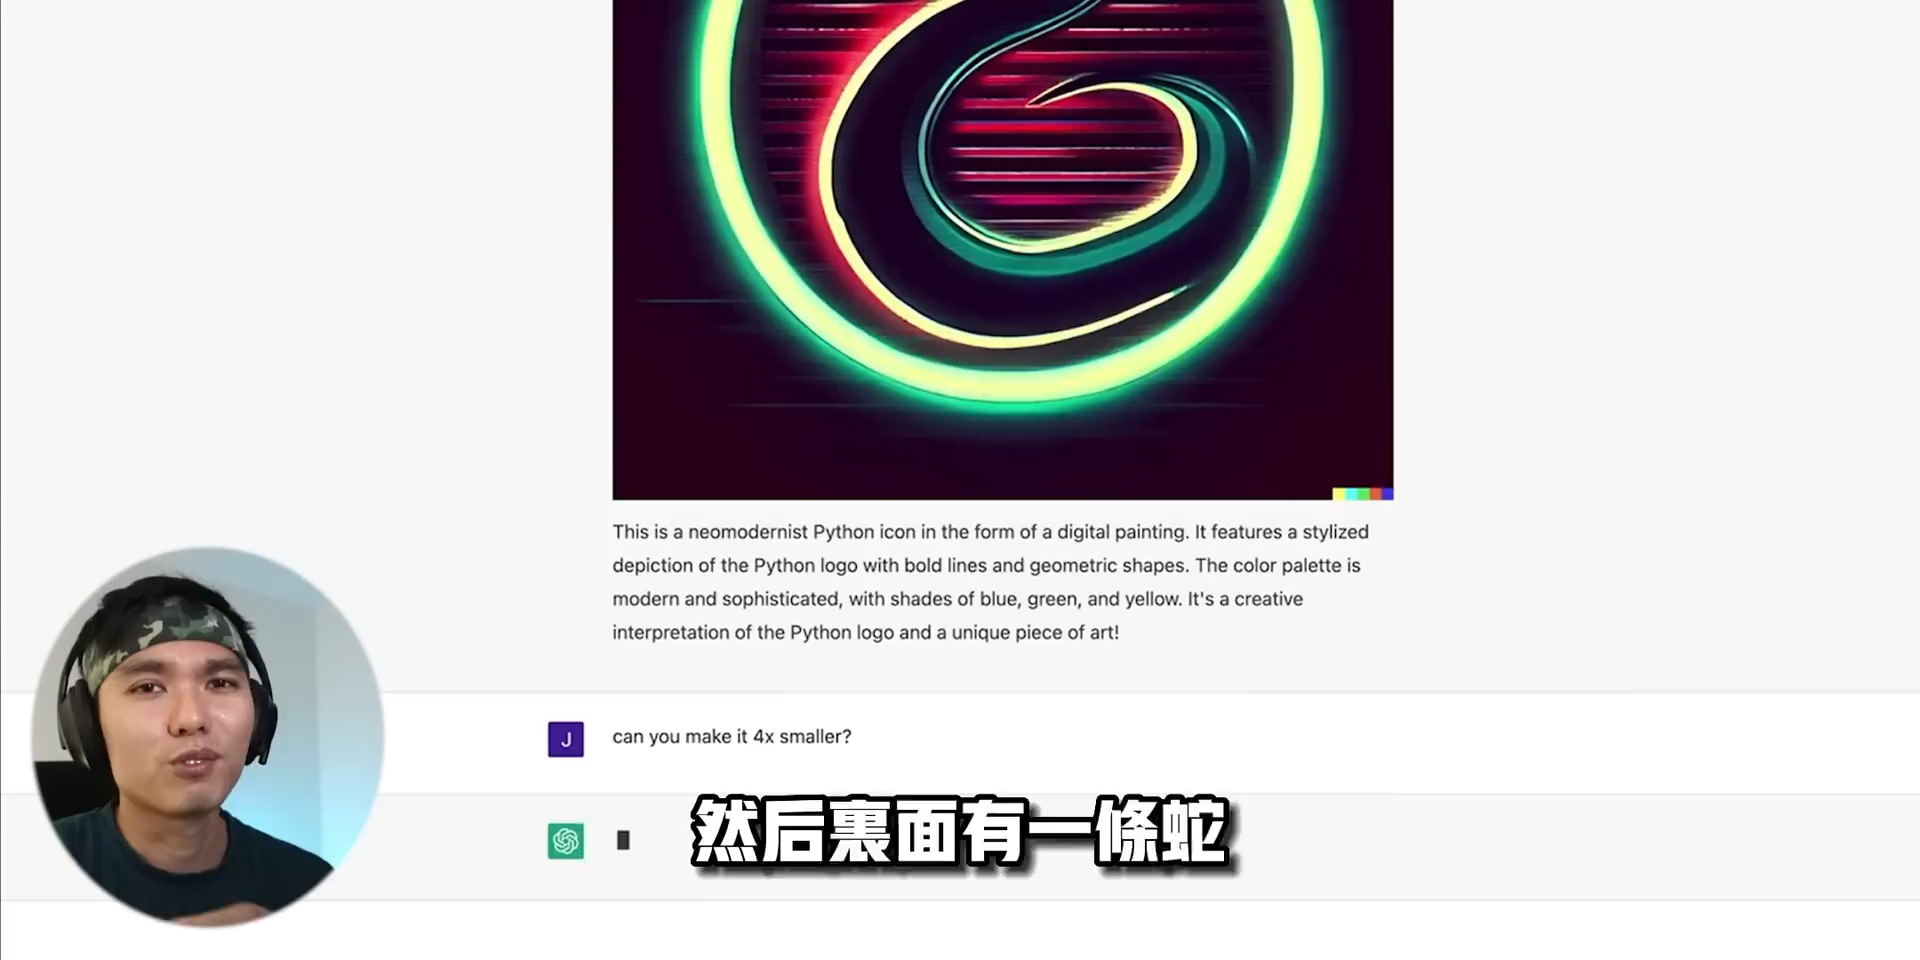 This is a neomodernist Python icon in the form of a digital painting. It features a stylized
depiction of the Python logo with bold lines and geometric shapes. The color palette is
modern and sophisticated, with shades of blue, green, and yellow. It's a creative
interpretation of the Python logo and a unique piece of art!
J
can you make it 4x smaller?
然后裏面有一條蛇